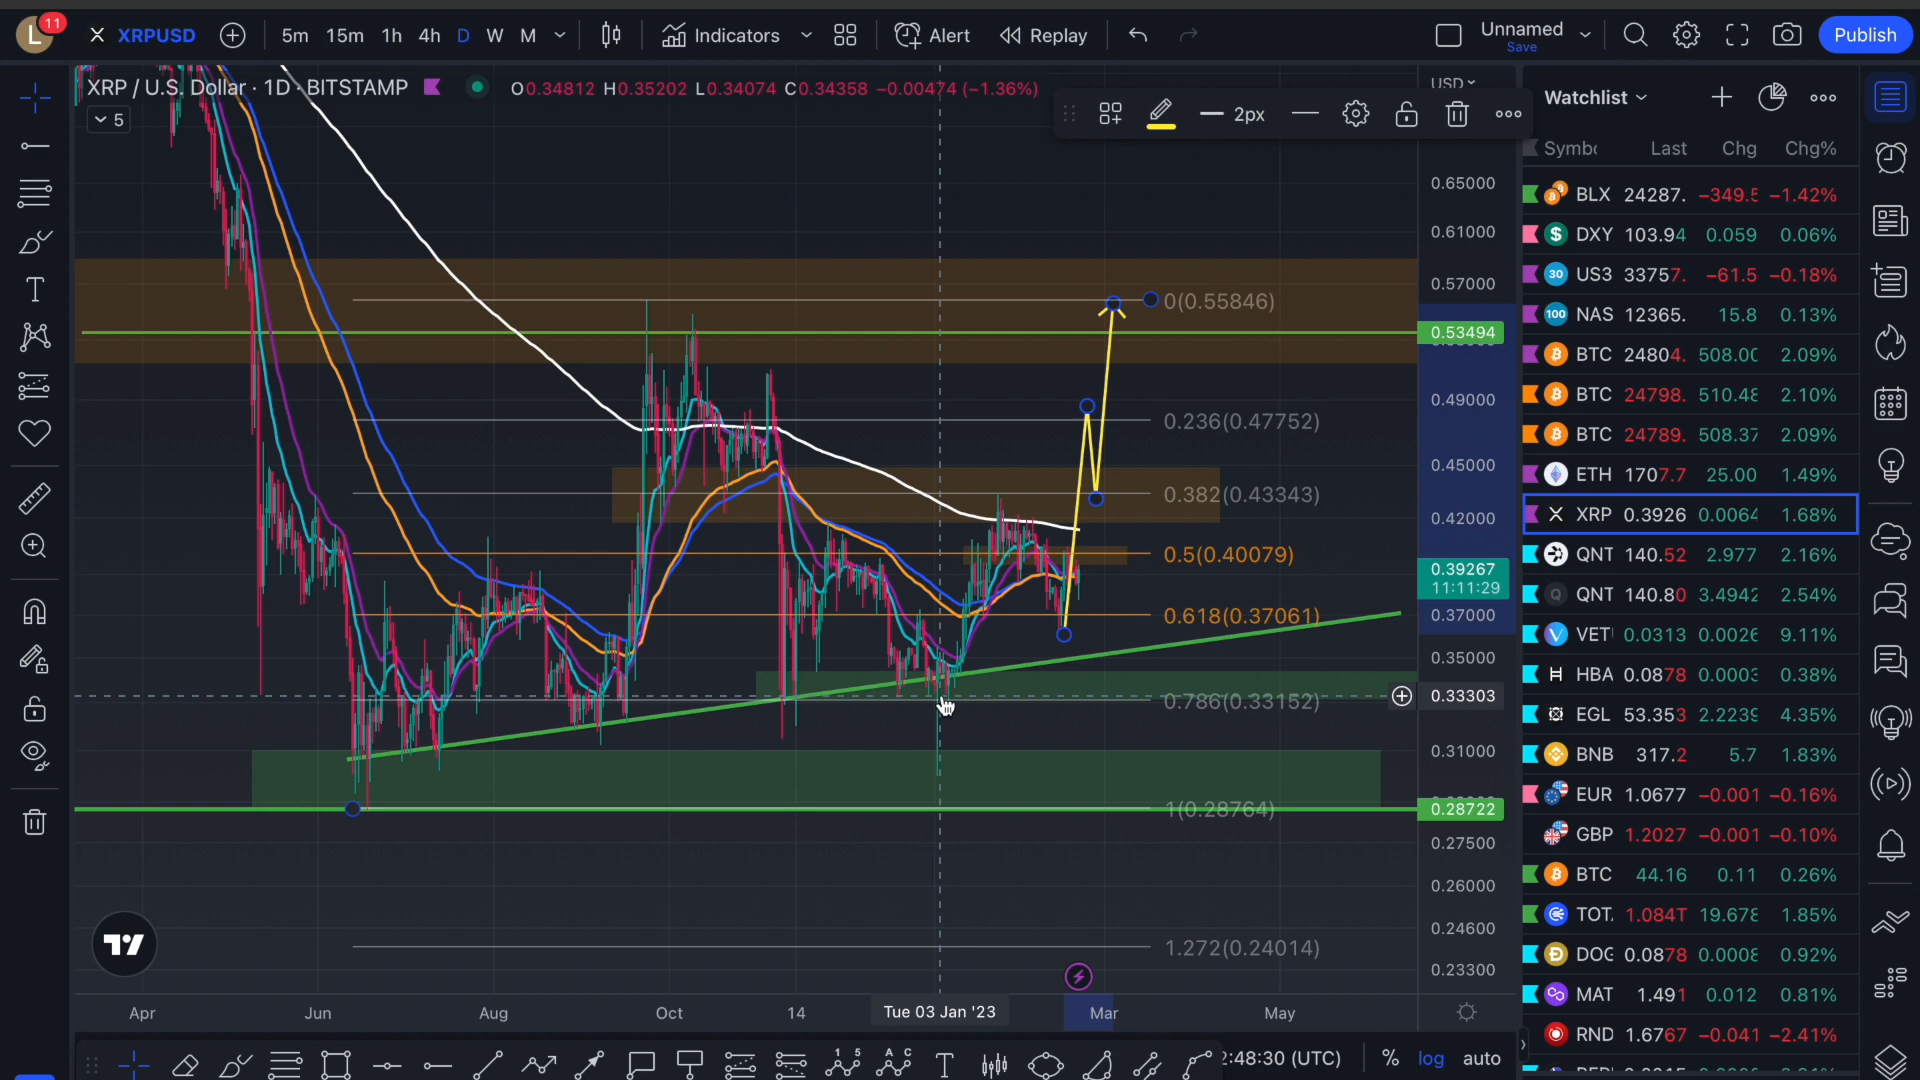 L 11 XRPUSD 5m 15m 1h 4h D W M Indicators Alert Replay Unnamed Save Publish
XRP / U.S. Dollar · 1D · BITSTAMP O0.34812 H0.35202 L0.34074 C0.34358 −0.00474 (−1.36%)
5
USD
2px
Watchlist
Symbo Last Chg Chg%
0.65000
0.61000
0.57000
0.53494
0.49000
0.45000
0.42000
0.39267
11:11:29
0.37000
0.35000
0.33303
0.31000
0.28722
0.27500
0.26000
0.24600
0.23300
0(0.55846)
0.236(0.47752)
0.382(0.43343)
0.5(0.40079)
0.618(0.37061)
0.786(0.33152)
1(0.28764)
1.272(0.24014)
BLX 24287. −349.5 −1.42%
$ DXY 103.94 0.059 0.06%
30 US3 33757. −61.5 −0.18%
100 NAS 12365. 15.8 0.13%
BTC 24804. 508.00 2.09%
BTC 24798. 510.48 2.10%
BTC 24789. 508.37 2.09%
ETH 1707.7 25.00 1.49%
XRP 0.3926 0.0064 1.68%
QNT 140.52 2.977 2.16%
Q QNT 140.80 3.4942 2.54%
VET 0.0313 0.0026 9.11%
H HBA 0.0878 0.0003 0.38%
EGL 53.353 2.2239 4.35%
BNB 317.2 5.7 1.83%
EUR 1.0677 −0.001 −0.16%
GBP 1.2027 −0.001 −0.10%
BTC 44.16 0.11 0.26%
TOT. 1.084T 19.678 1.85%
DOG 0.0878 0.0008 0.92%
MAT 1.491 0.012 0.81%
RND 1.6767 −0.041 −2.41%
Apr Jun Aug Oct 14 Tue 03 Jan '23 Mar May
2:48:30 (UTC) % log auto